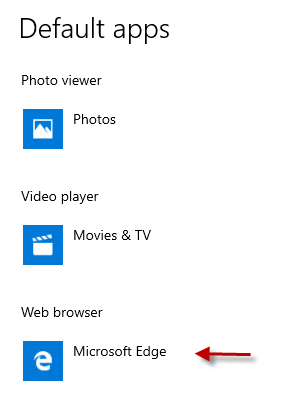 Default apps
Photo viewer
Photos
Video player
Movies & TV
Web browser
Microsoft Edge